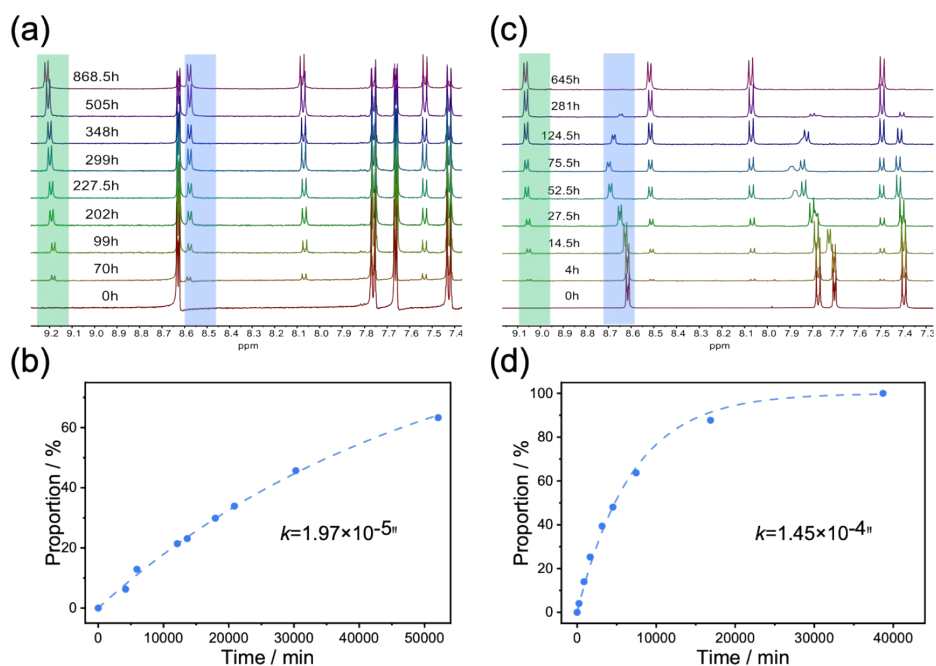 (a)
868.5h
505h
348h
299h
227.5h
202h
99h
70h
0h
9.2 9.1 9.0 8.9 8.8 8.7 8.6 8.5 8.4 8.3 8.2 8.1 8.0 7.9 7.8 7.7 7.6 7.5 7.4
ppm
(c)
645h
281h
124.5h
75.5h
52.5h
27.5h
14.5h
4h
0h
9.1 9.0 8.9 8.8 8.7 8.6 8.5 8.4 8.3 8.2 8.1 8.0 7.9 7.8 7.7 7.6 7.5 7.4 7.3
ppm
(b)
Proportion / %
60
40
20
0
k=1.97×10-5"
0 10000 20000 30000 40000 50000
Time / min
(d)
Proportion / %
100
80
60
40
20
0
k=1.45×10-4"
0 10000 20000 30000 40000
Time / min